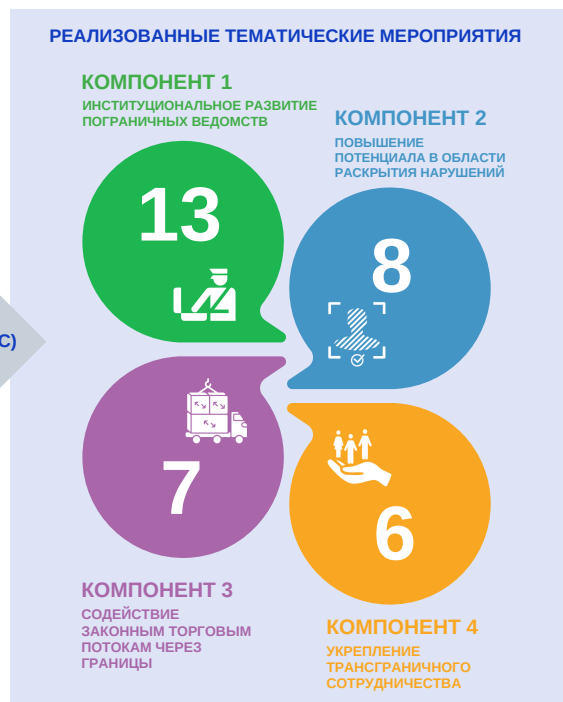 РЕАЛИЗОВАННЫЕ ТЕМАТИЧЕСКИЕ МЕРОПРИЯТИЯ
КОМПОНЕНТ 1
ИНСТИТУЦИОНАЛЬНОЕ РАЗВИТИЕ
ПОГРАНИЧНЫХ ВЕДОМСТВ
13
КОМПОНЕНТ 2
ПОВЫШЕНИЕ
ПОТЕНЦИАЛА В ОБЛАСТИ
РАСКРЫТИЯ НАРУШЕНИЙ
8
С)
7
КОМПОНЕНТ 3
СОДЕЙСТВИЕ
ЗАКОННЫМ ТОРГОВЫМ
ПОТОКАМ ЧЕРЕЗ
ГРАНИЦЫ
6
КОМПОНЕНТ 4
УКРЕПЛЕНИЕ
ТРАНСГРАНИЧНОГО
СОТРУДНИЧЕСТВА